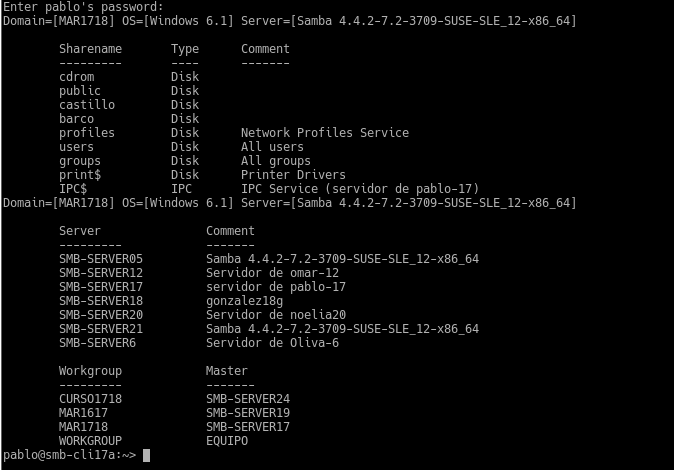 Enter pablo's password:
Domain=[MAR1718] OS=[Windows 6.1] Server=[Samba 4.4.2-7.2-3709-SUSE-SLE_12-x86_64]
Sharename Type Comment
--------- ---- -------
cdrom Disk
public Disk
castillo Disk
barco Disk
profiles Disk Network Profiles Service
users Disk All users
groups Disk All groups
print$ Disk Printer Drivers
IPC$ IPC IPC Service (servidor de pablo-17)
Domain=[MAR1718] OS=[Windows 6.1] Server=[Samba 4.4.2-7.2-3709-SUSE-SLE_12-x86_64]
Server Comment
--------- -------
SMB-SERVER05 Samba 4.4.2-7.2-3709-SUSE-SLE_12-x86_64
SMB-SERVER12 Servidor de omar-12
SMB-SERVER17 servidor de pablo-17
SMB-SERVER18 gonzalez18g
SMB-SERVER20 Servidor de noelia20
SMB-SERVER21 Samba 4.4.2-7.2-3709-SUSE-SLE_12-x86_64
SMB-SERVER6 Servidor de Oliva-6
Workgroup Master
--------- -------
CURSO1718 SMB-SERVER24
MAR1617 SMB-SERVER19
MAR1718 SMB-SERVER17
WORKGROUP EQUIPO
pablo@smb-cli17a:~>